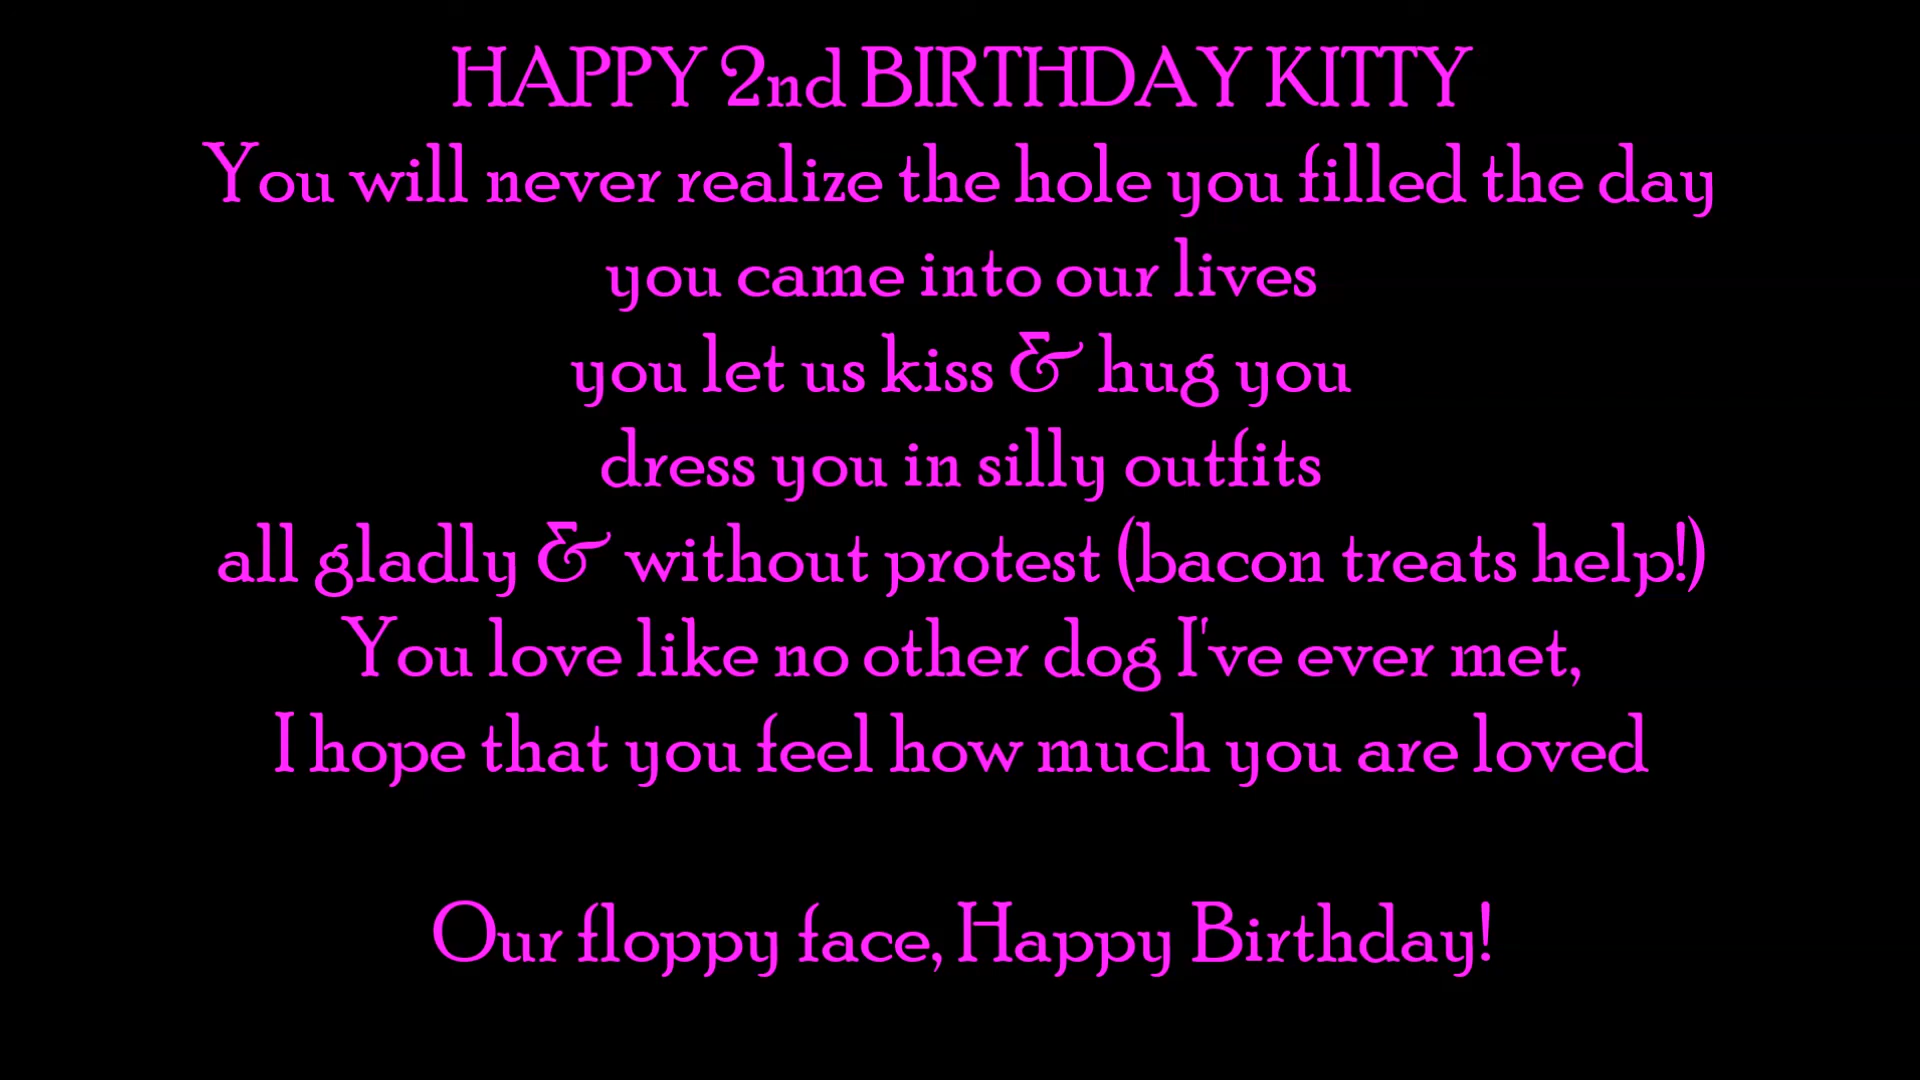 HAPPY 2nd BIRTHDAY KITTY
You will never realize the hole you filled the day
you came into our lives
you let us kiss & hug you
dress you in silly outfits
all gladly & without protest (bacon treats help!)
You love like no other dog I've ever met,
I hope that you feel how much you are loved
Our floppy face, Happy Birthday!